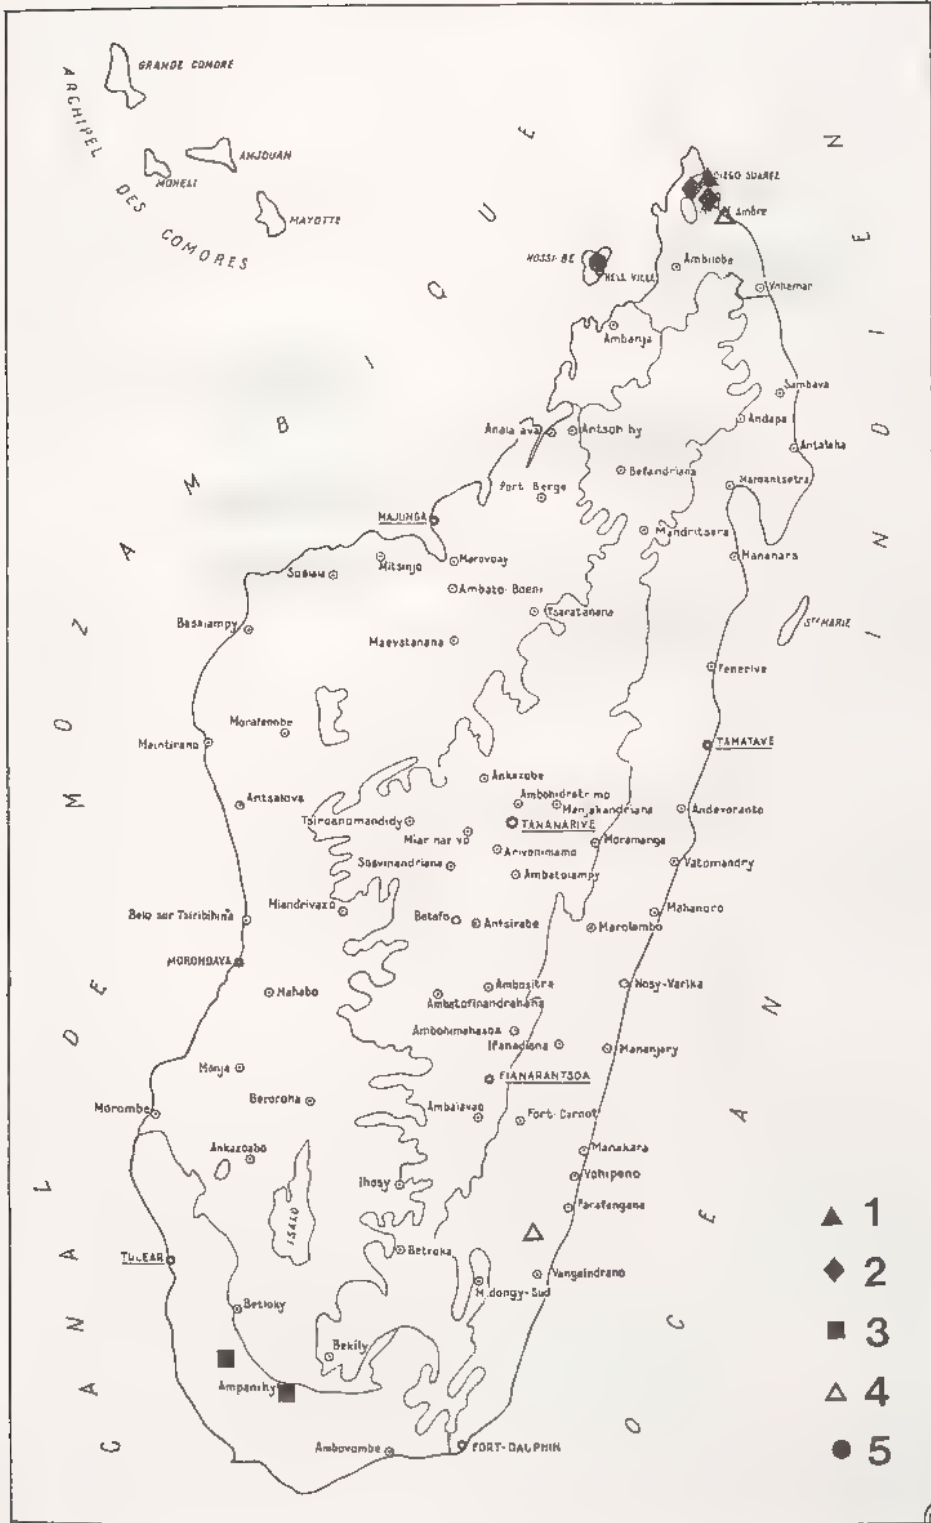 GRANDE COMORE
ARCHIPEL DES COMORES
ANJOUAN
MOHELI
MAYOTTE
CANAL DE MOZAMBIQUE
OCEAN INDIEN
DIEGO SUAREZ
Ambre
NOSSI-BE
HELL VILLE
Ambilobe
Vohemar
Ambanja
Sambava
Andapa
Antalaha
Befandriana
Port Berge
Maroantsetra
MAJUNGA
Mandritsara
Mananara
Mitsinjo
Marovoay
Ambato-Boeni
Tsaratanana
Ste MARIE
Maevatanana
Fenerive
Morafenobe
Maintirano
TAMATAVE
Ankazobe
Antsalova
Manjakandriana
Andevoranto
Tsiroanomandidy
TANANARIVE
Moramanga
Arivonimamo
Soavinandriana
Vatomandry
Ambatolampy
Miandrivazo
Betafo
Antsirabe
Mahanoro
Marolambo
Belo sur Tsiribihina
MORONDAVA
Mahabo
Ambositra
Ambatofinandrahana
Nosy-Varika
Ambohimahasoa
Ifanadiana
Mananjary
Manja
FIANARANTSOA
Beroroha
Morombe
Ambalavao
Fort-Carnot
Ankazoabo
Manakara
Vohipeno
Ihosy
Farafangana
ISALO
TULEAR
Betroka
Vangaindrano
Midongy-Sud
Betioky
Bekily
Ampanihy
Ambovombe
FORT-DAUPHIN
1
2
3
4
5